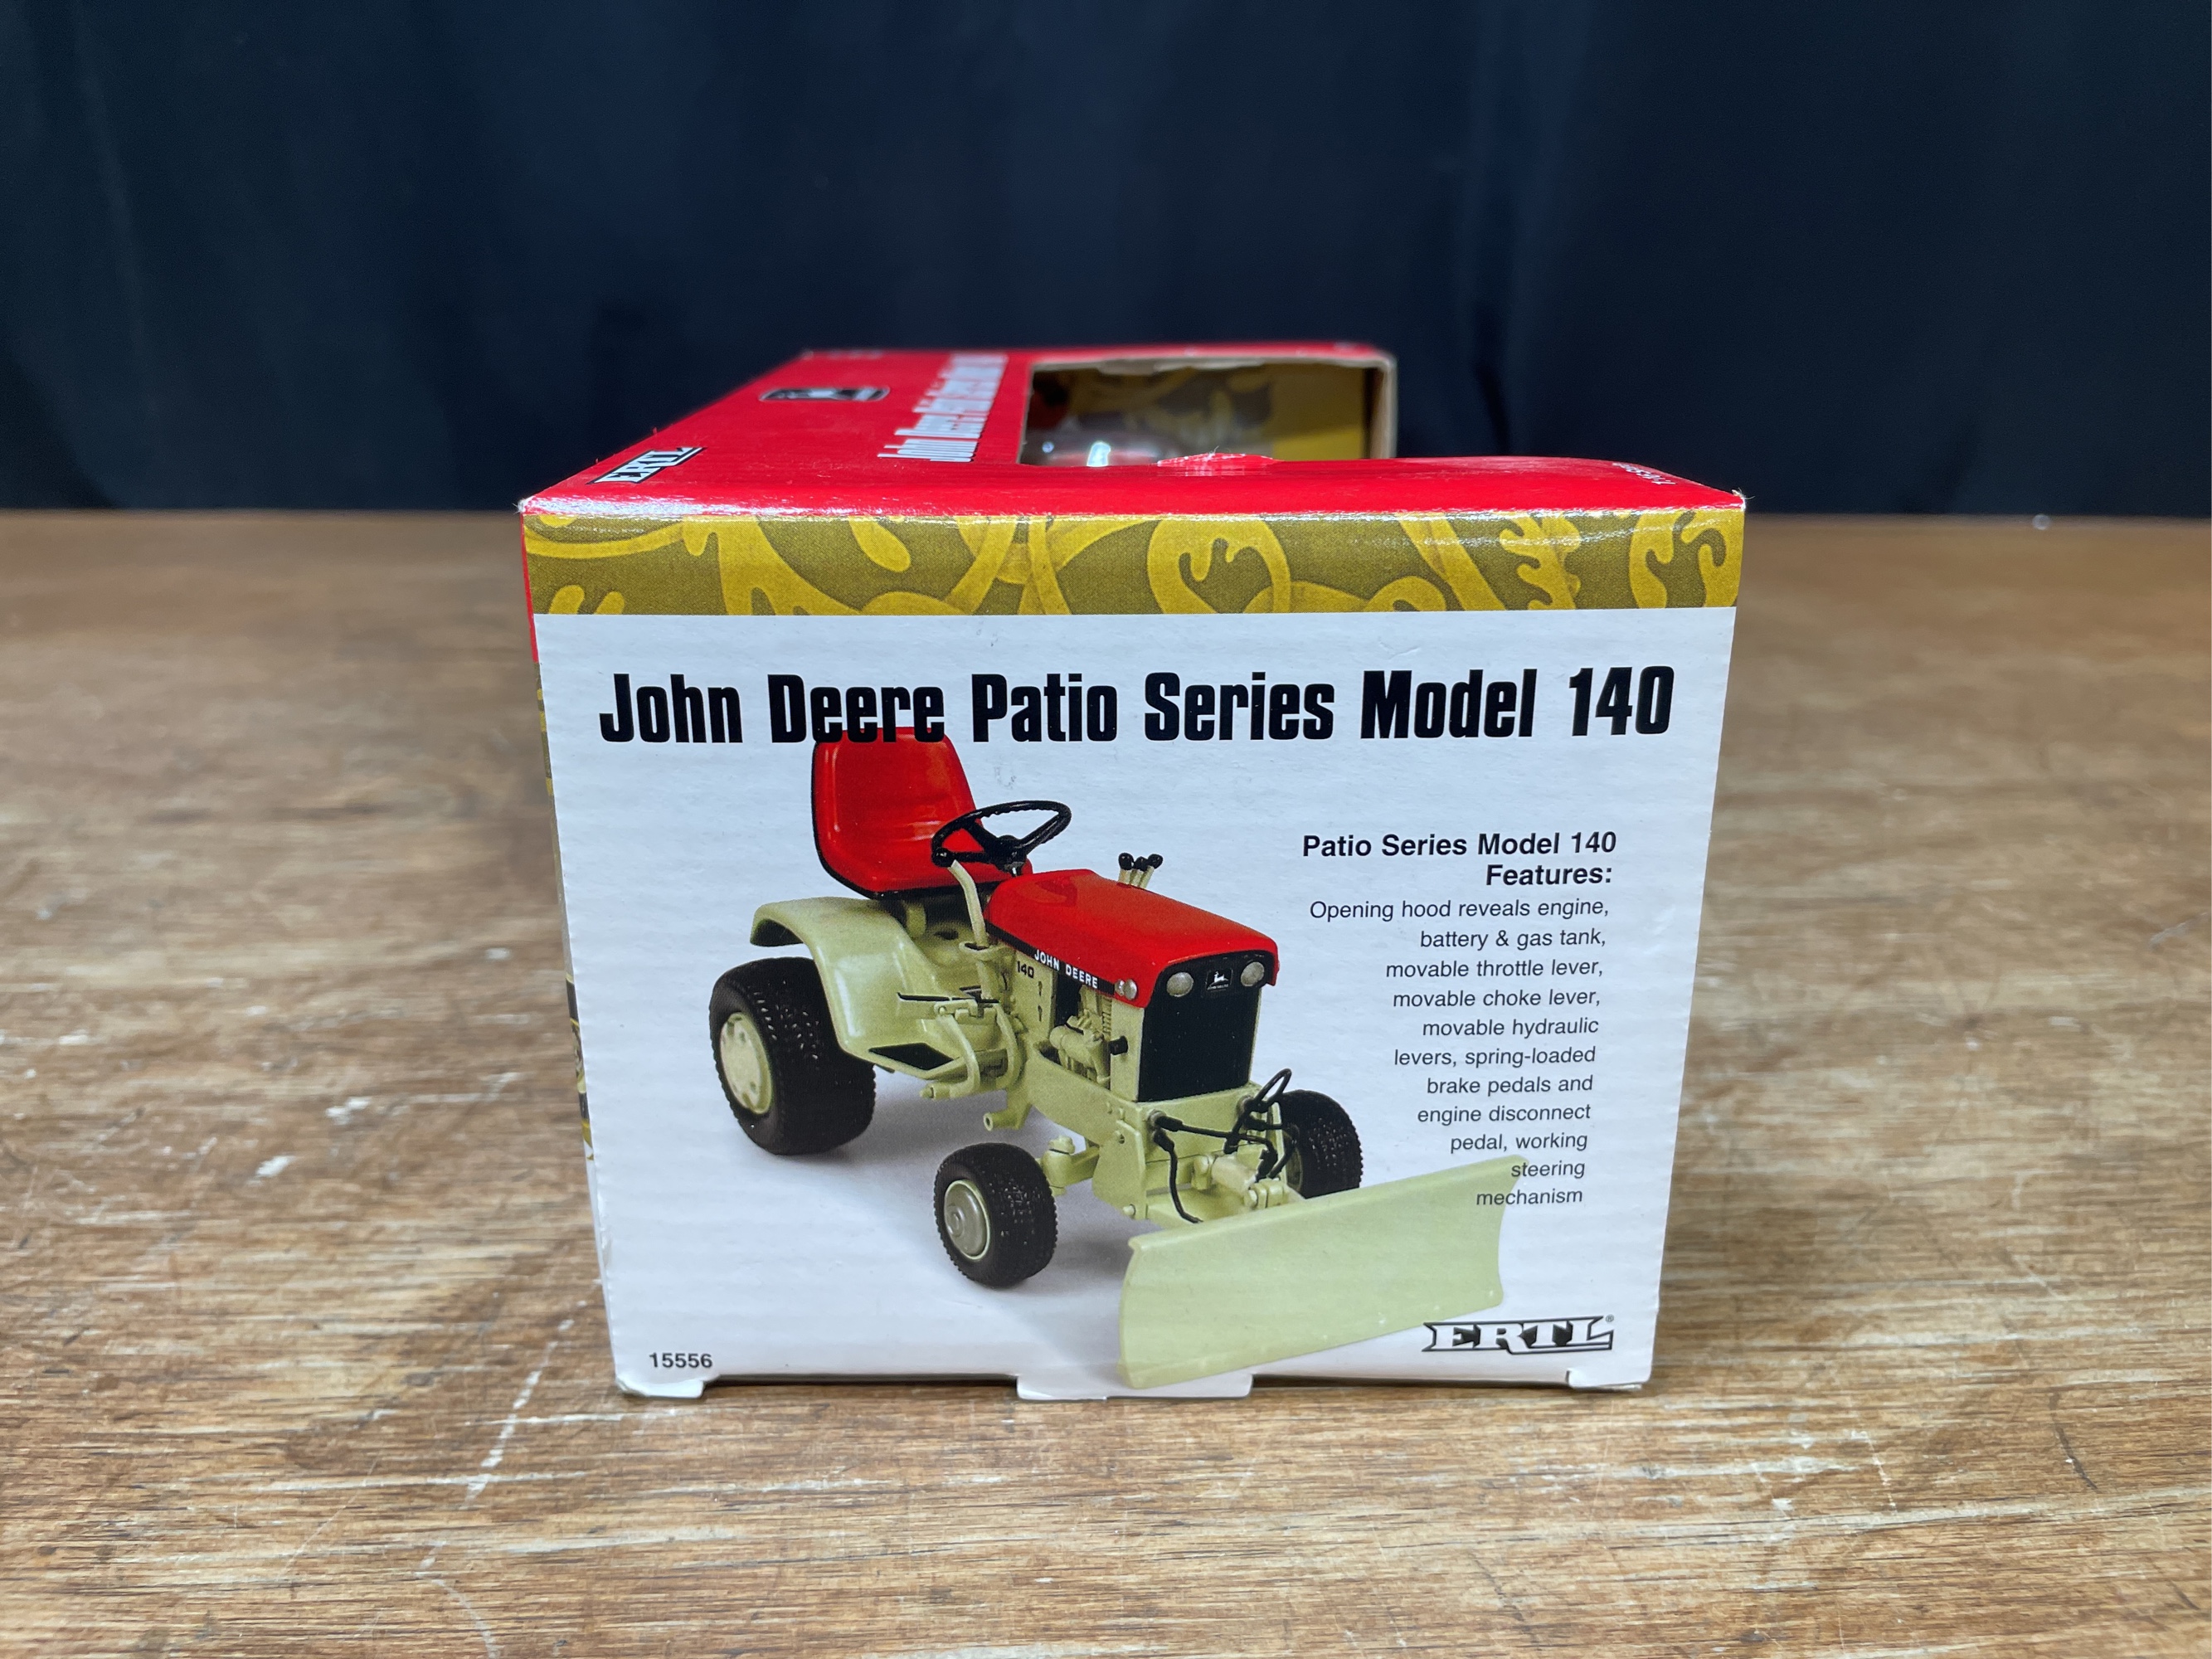 ERTL
John Deere Patio Series Model 140
Patio Series Model 140
Features:
Opening hood reveals engine,
battery & gas tank,
movable throttle lever,
movable choke lever,
movable hydraulic
levers, spring-loaded
brake pedals and
engine disconnect
pedal, working
steering
mechanism
JOHN DEERE
140
ERTL®
15556